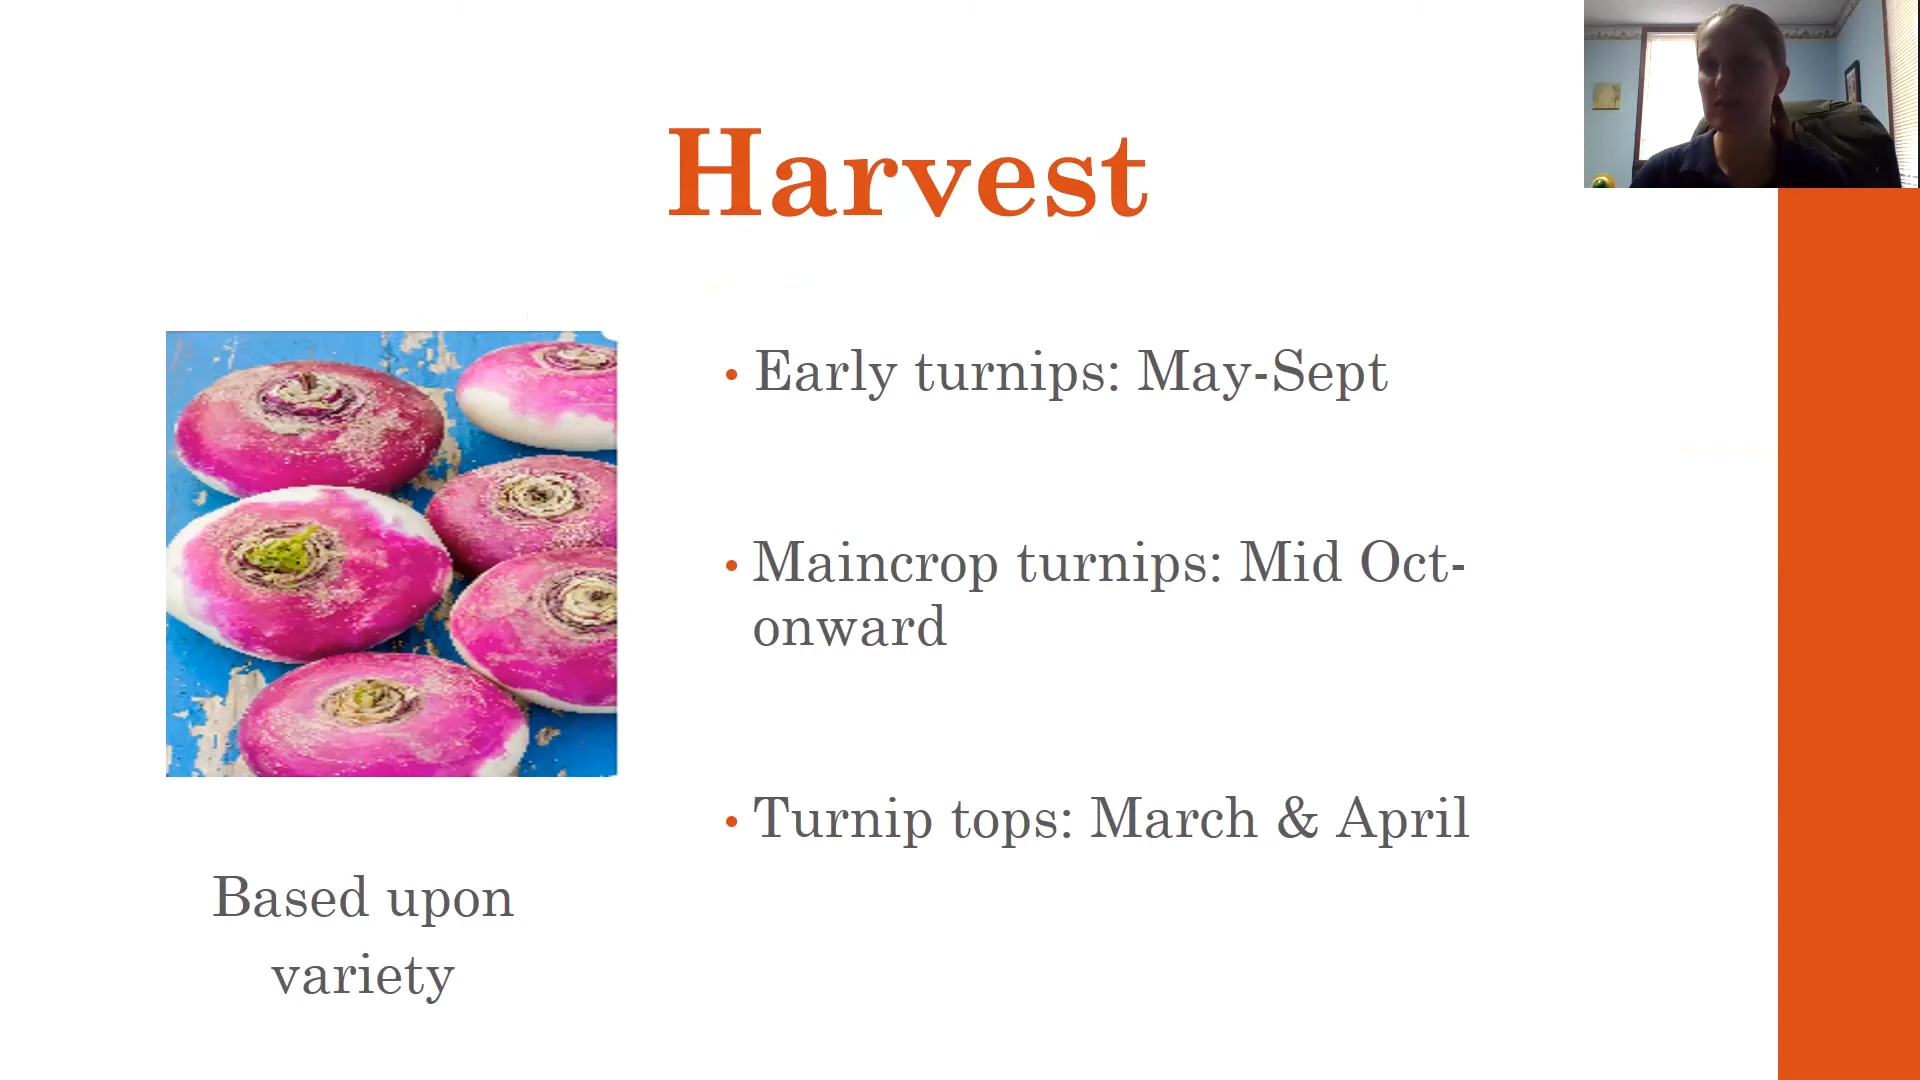 Harvest
• Early turnips: May-Sept
• Maincrop turnips: Mid Oct-
onward
• Turnip tops: March & April
Based upon
variety